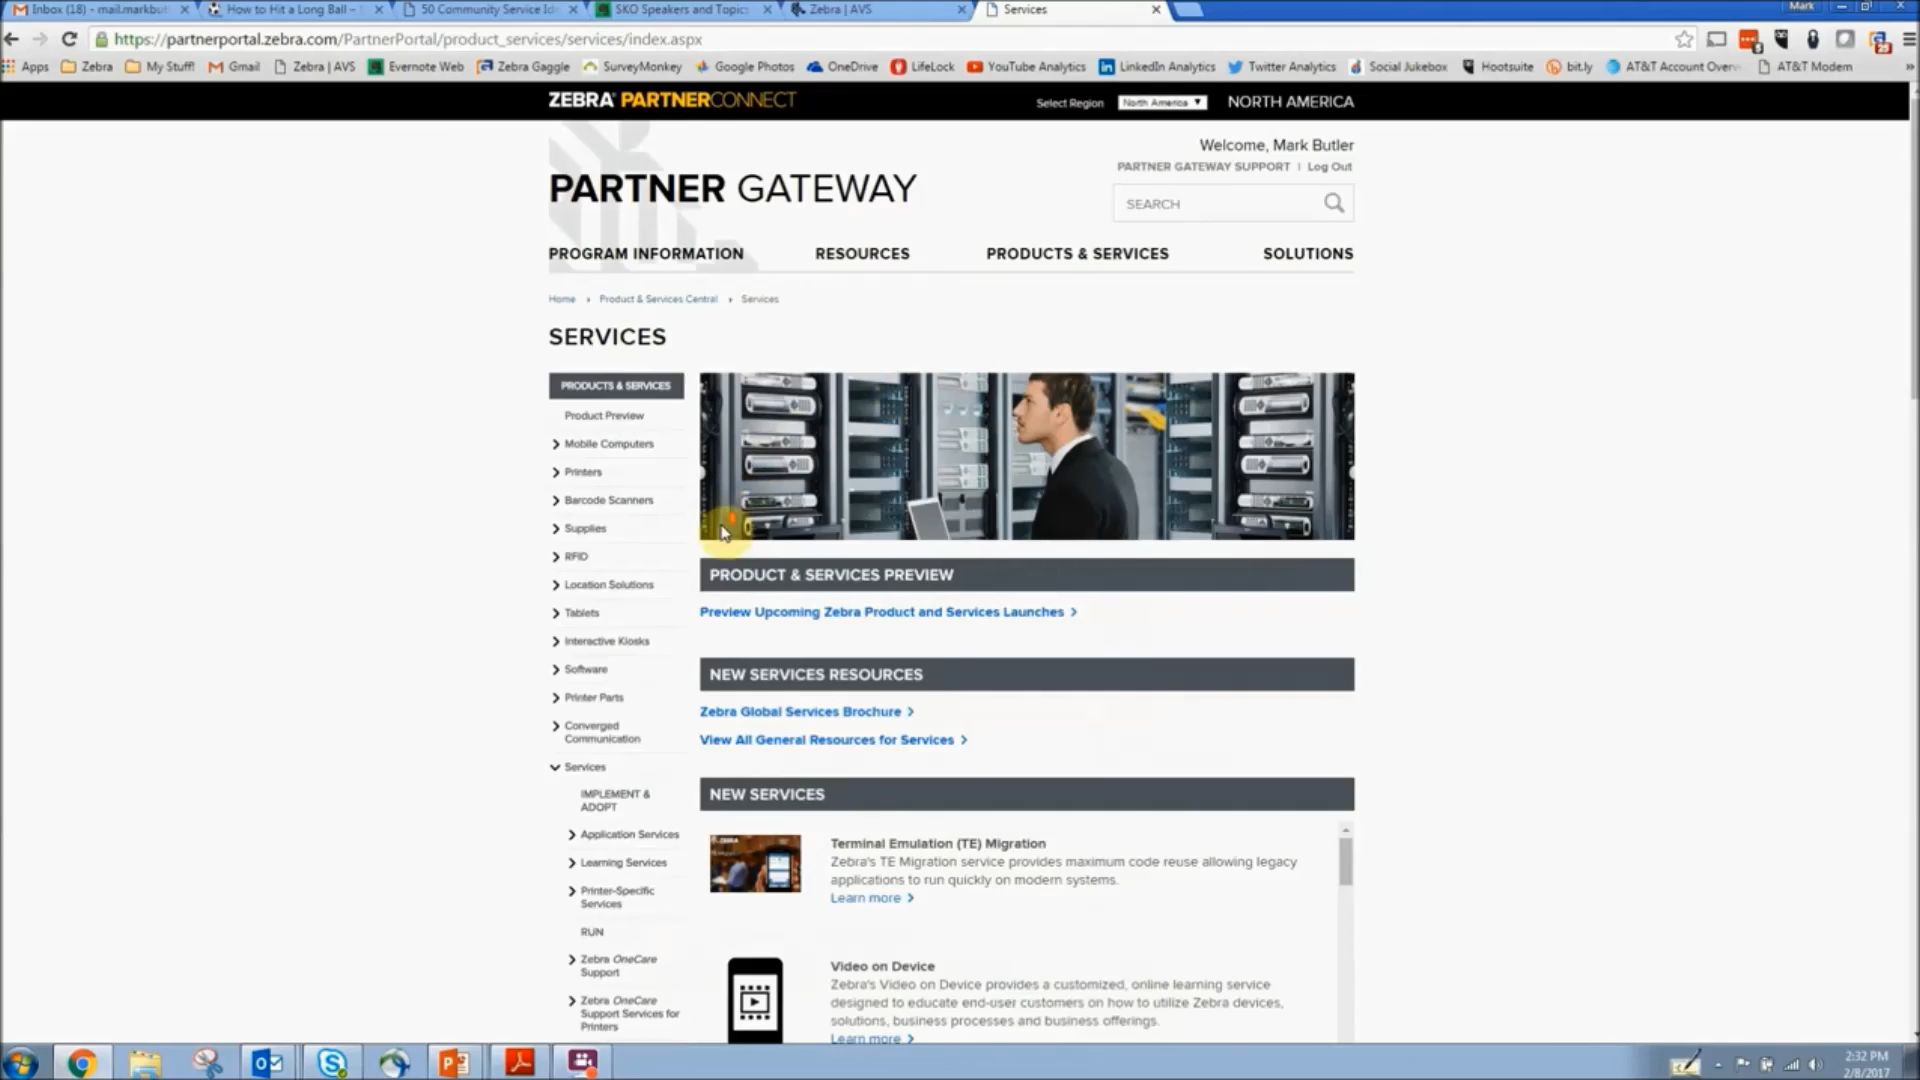 Inbox (18) - mail.markbut
How to Hit a Long Ball -
50 Community Service Ide
SKO Speakers and Topics
Zebra | AVS
Services
Mark
https://partnerportal.zebra.com/PartnerPortal/product_services/services/index.aspx
Apps
Zebra
My Stuff!
Gmail
Zebra | AVS
Evernote Web
Zebra Gaggle
SurveyMonkey
Google Photos
OneDrive
LifeLock
YouTube Analytics
LinkedIn Analytics
Twitter Analytics
Social Jukebox
Hootsuite
bit.ly
AT&T Account Overv
AT&T Modem
ZEBRA PARTNERCONNECT
Select Region
North America
NORTH AMERICA
Welcome, Mark Butler
PARTNER GATEWAY SUPPORT | Log Out
PARTNER GATEWAY
SEARCH
PROGRAM INFORMATION
RESOURCES
PRODUCTS & SERVICES
SOLUTIONS
Home › Product & Services Central › Services
SERVICES
PRODUCTS & SERVICES
Product Preview
Mobile Computers
Printers
Barcode Scanners
Supplies
RFID
Location Solutions
Tablets
Interactive Kiosks
Software
Printer Parts
Converged
Communication
Services
IMPLEMENT &
ADOPT
Application Services
Learning Services
Printer-Specific
Services
RUN
Zebra OneCare
Support
Zebra OneCare
Support Services for
Printers
PRODUCT & SERVICES PREVIEW
Preview Upcoming Zebra Product and Services Launches >
NEW SERVICES RESOURCES
Zebra Global Services Brochure >
View All General Resources for Services >
NEW SERVICES
Terminal Emulation (TE) Migration
Zebra's TE Migration service provides maximum code reuse allowing legacy
applications to run quickly on modern systems.
Learn more >
Video on Device
Zebra's Video on Device provides a customized, online learning service
designed to educate end-user customers on how to utilize Zebra devices,
solutions, business processes and business offerings.
Learn more >
2:32 PM
2/8/2017